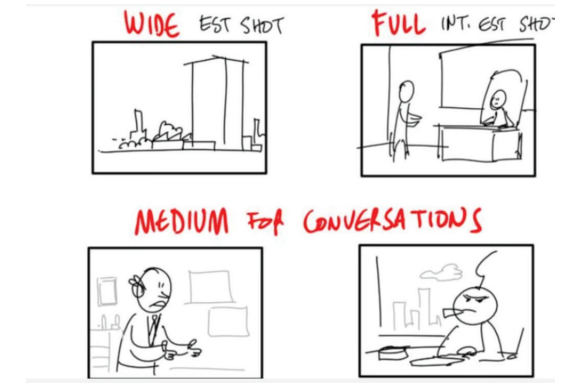 WIDE EST SHOT
FULL INT. EST SHOT
MEDIUM FOR CONVERSATIONS